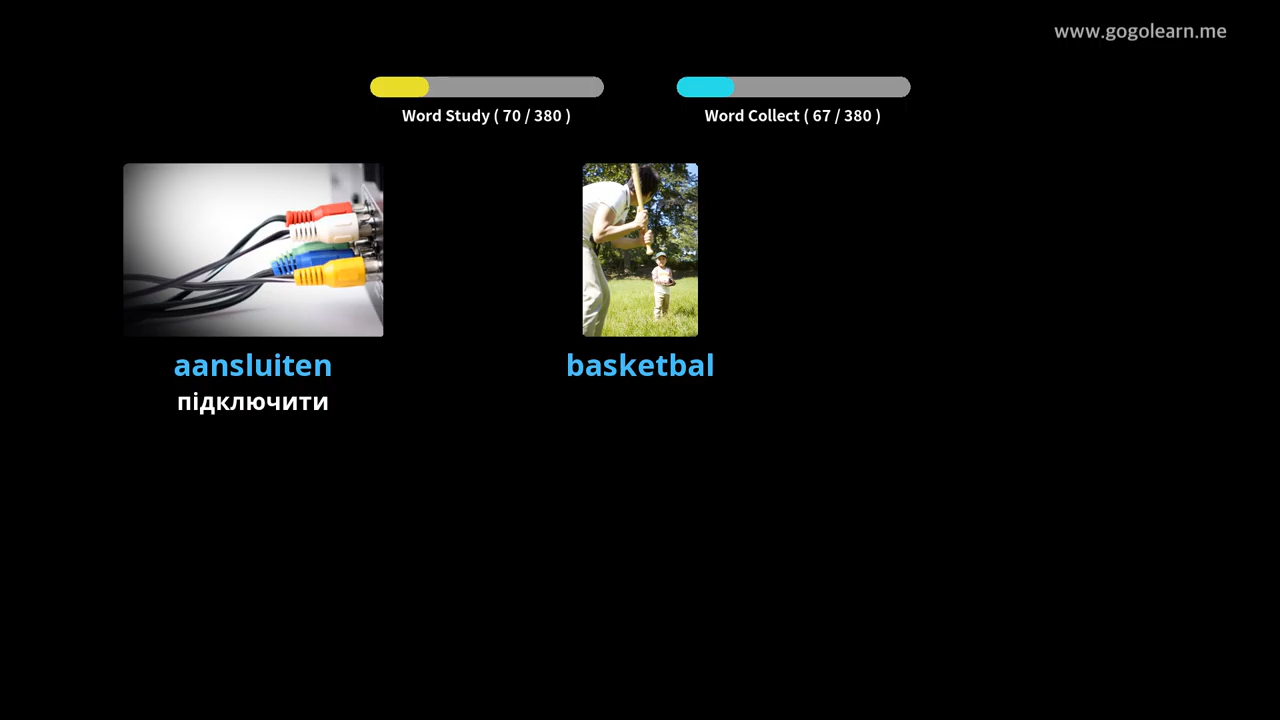 www.gogolearn.me
Word Study ( 70 / 380 )
Word Collect ( 67 / 380 )
aansluiten
підключити
basketbal